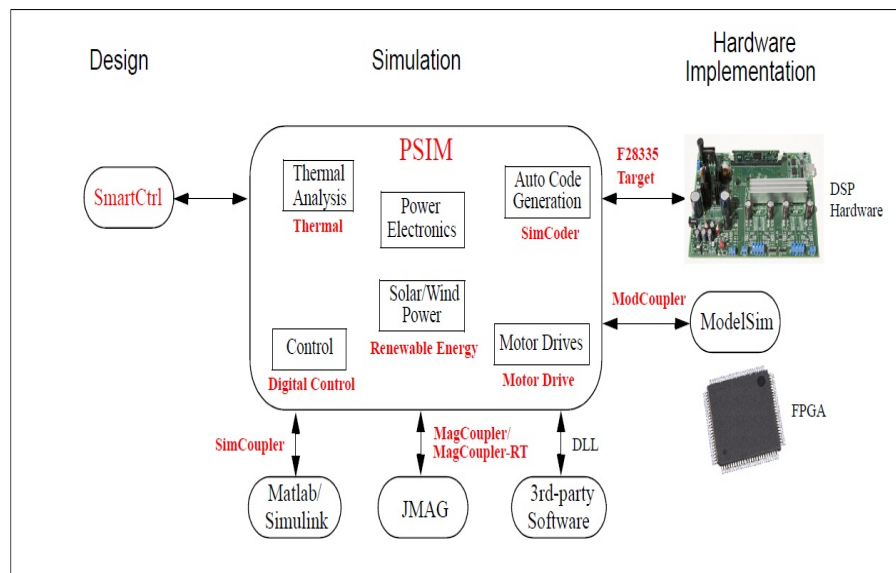 Design
Simulation
Hardware
Implementation
PSIM
SmartCtrl
Thermal
Analysis
Thermal
Power
Electronics
Auto Code
Generation
SimCoder
F28335
Target
DSP
Hardware
Solar/Wind
Power
Renewable Energy
Control
Digital Control
Motor Drives
Motor Drive
ModCoupler
ModelSim
FPGA
SimCoupler
MagCoupler/
MagCoupler-RT
DLL
Matlab/
Simulink
JMAG
3rd-party
Software